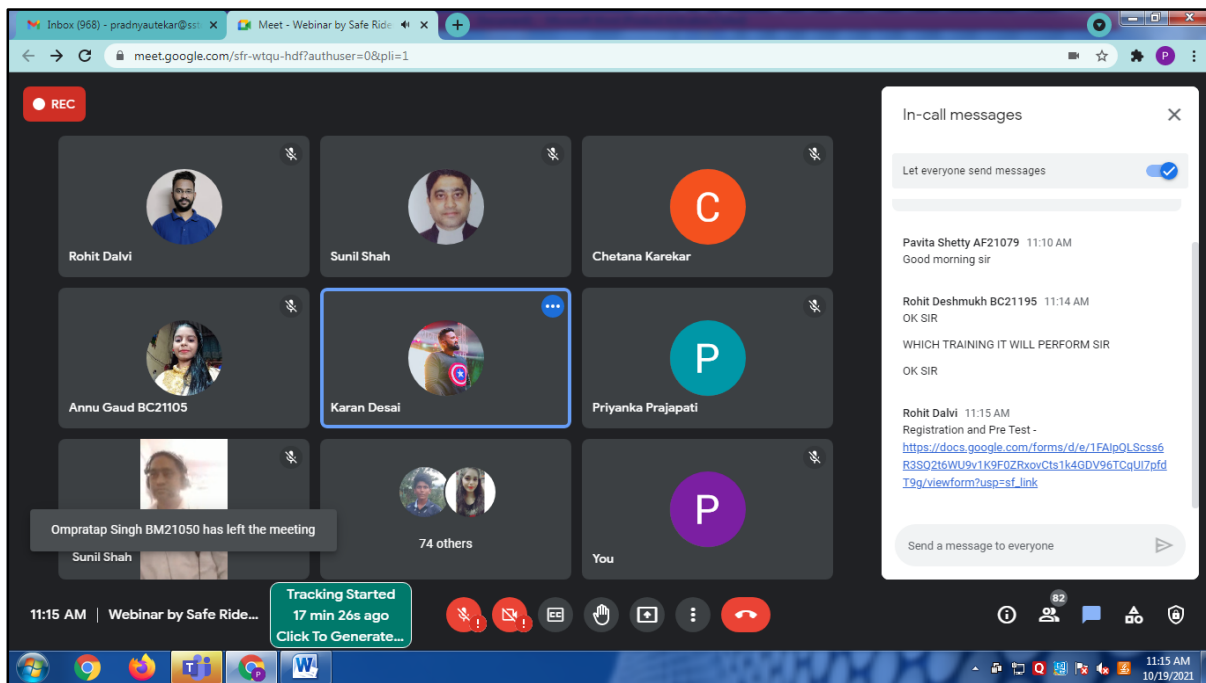 Inbox (968) - pradnyautekar@sst
Meet - Webinar by Safe Ride
meet.google.com/sfr-wtqu-hdf?authuser=0&pli=1
P
REC
Rohit Dalvi
Sunil Shah
C
Chetana Karekar
Annu Gaud BC21105
Karan Desai
P
Priyanka Prajapati
Ompratap Singh BM21050 has left the meeting
Sunil Shah
74 others
P
You
In-call messages
Let everyone send messages
Pavita Shetty AF21079 11:10 AM
Good morning sir
Rohit Deshmukh BC21195 11:14 AM
OK SIR
WHICH TRAINING IT WILL PERFORM SIR
OK SIR
Rohit Dalvi 11:15 AM
Registration and Pre Test -
https://docs.google.com/forms/d/e/1FAIpQLScss6
R3SQ2t6WU9v1K9F0ZRxovCts1k4GDV96TCqUI7pfd
T9g/viewform?usp=sf_link
Send a message to everyone
11:15 AM | Webinar by Safe Ride...
Tracking Started
17 min 26s ago
Click To Generate...
82
11:15 AM
10/19/2021